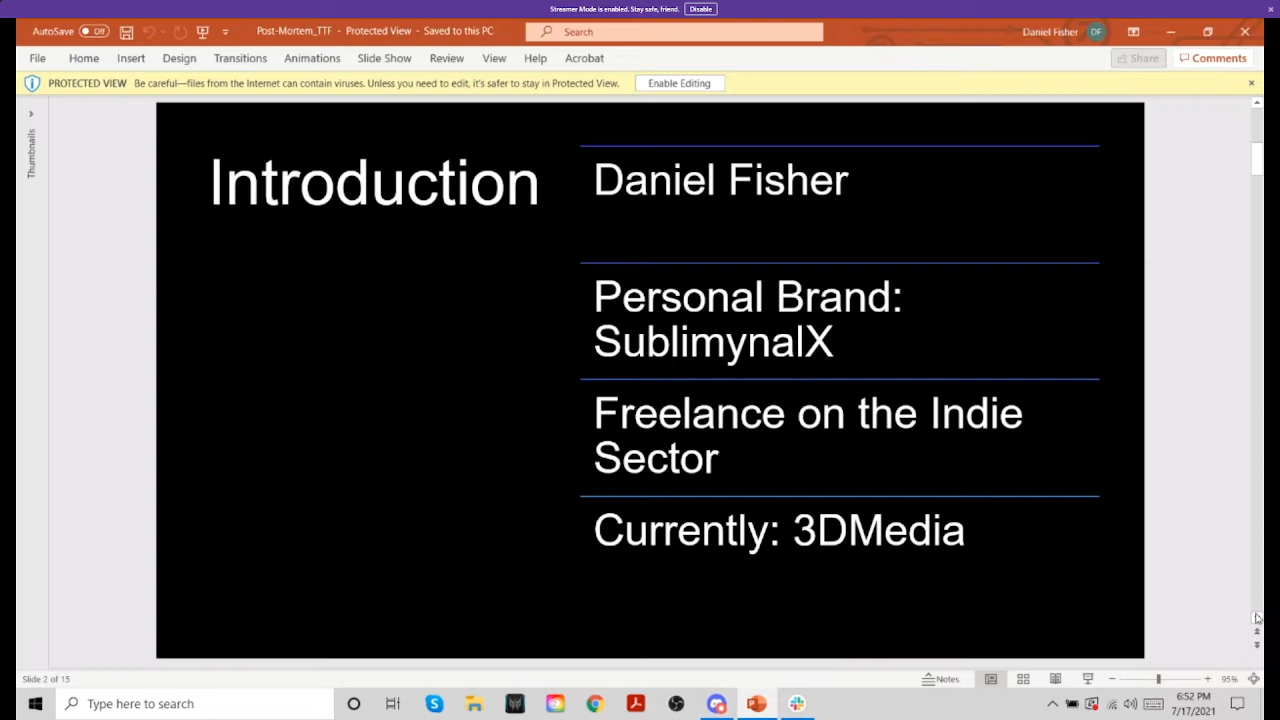 Streamer Mode is enabled. Stay safe, friend. Disable
AutoSave Off Post-Mortem_TTF - Protected View - Saved to this PC Search Daniel Fisher DF
File Home Insert Design Transitions Animations Slide Show Review View Help Acrobat Share Comments
PROTECTED VIEW Be careful—files from the Internet can contain viruses. Unless you need to edit, it's safer to stay in Protected View. Enable Editing
Thumbnails
Introduction
Daniel Fisher
Personal Brand:
SublimynalX
Freelance on the Indie
Sector
Currently: 3DMedia
Slide 2 of 15 Notes 95%
Type here to search
6:52 PM
7/17/2021